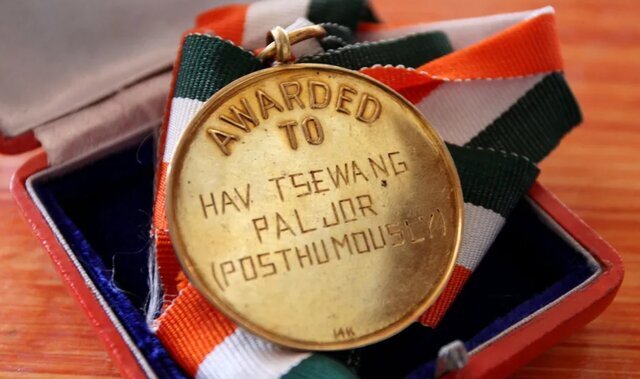 AWARDED
TO
HAV TSEWANG
PALJOR
(POSTHUMOUSLY)
14K